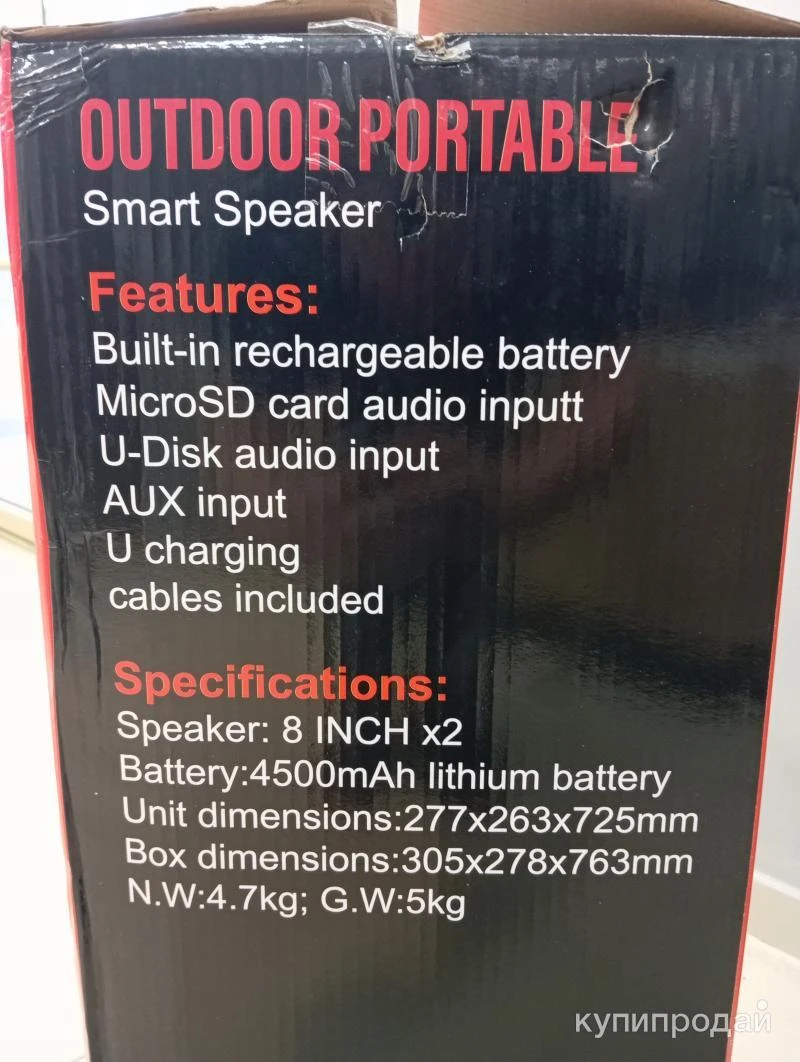 OUTDOOR PORTABLE
Smart Speaker
Features:
Built-in rechargeable battery
MicroSD card audio inputt
U-Disk audio input
AUX input
U charging
cables included
Specifications:
Speaker: 8 INCH x2
Battery:4500mAh lithium battery
Unit dimensions:277x263x725mm
Box dimensions:305x278x763mm
N.W:4.7kg; G.W:5kg
купипродай